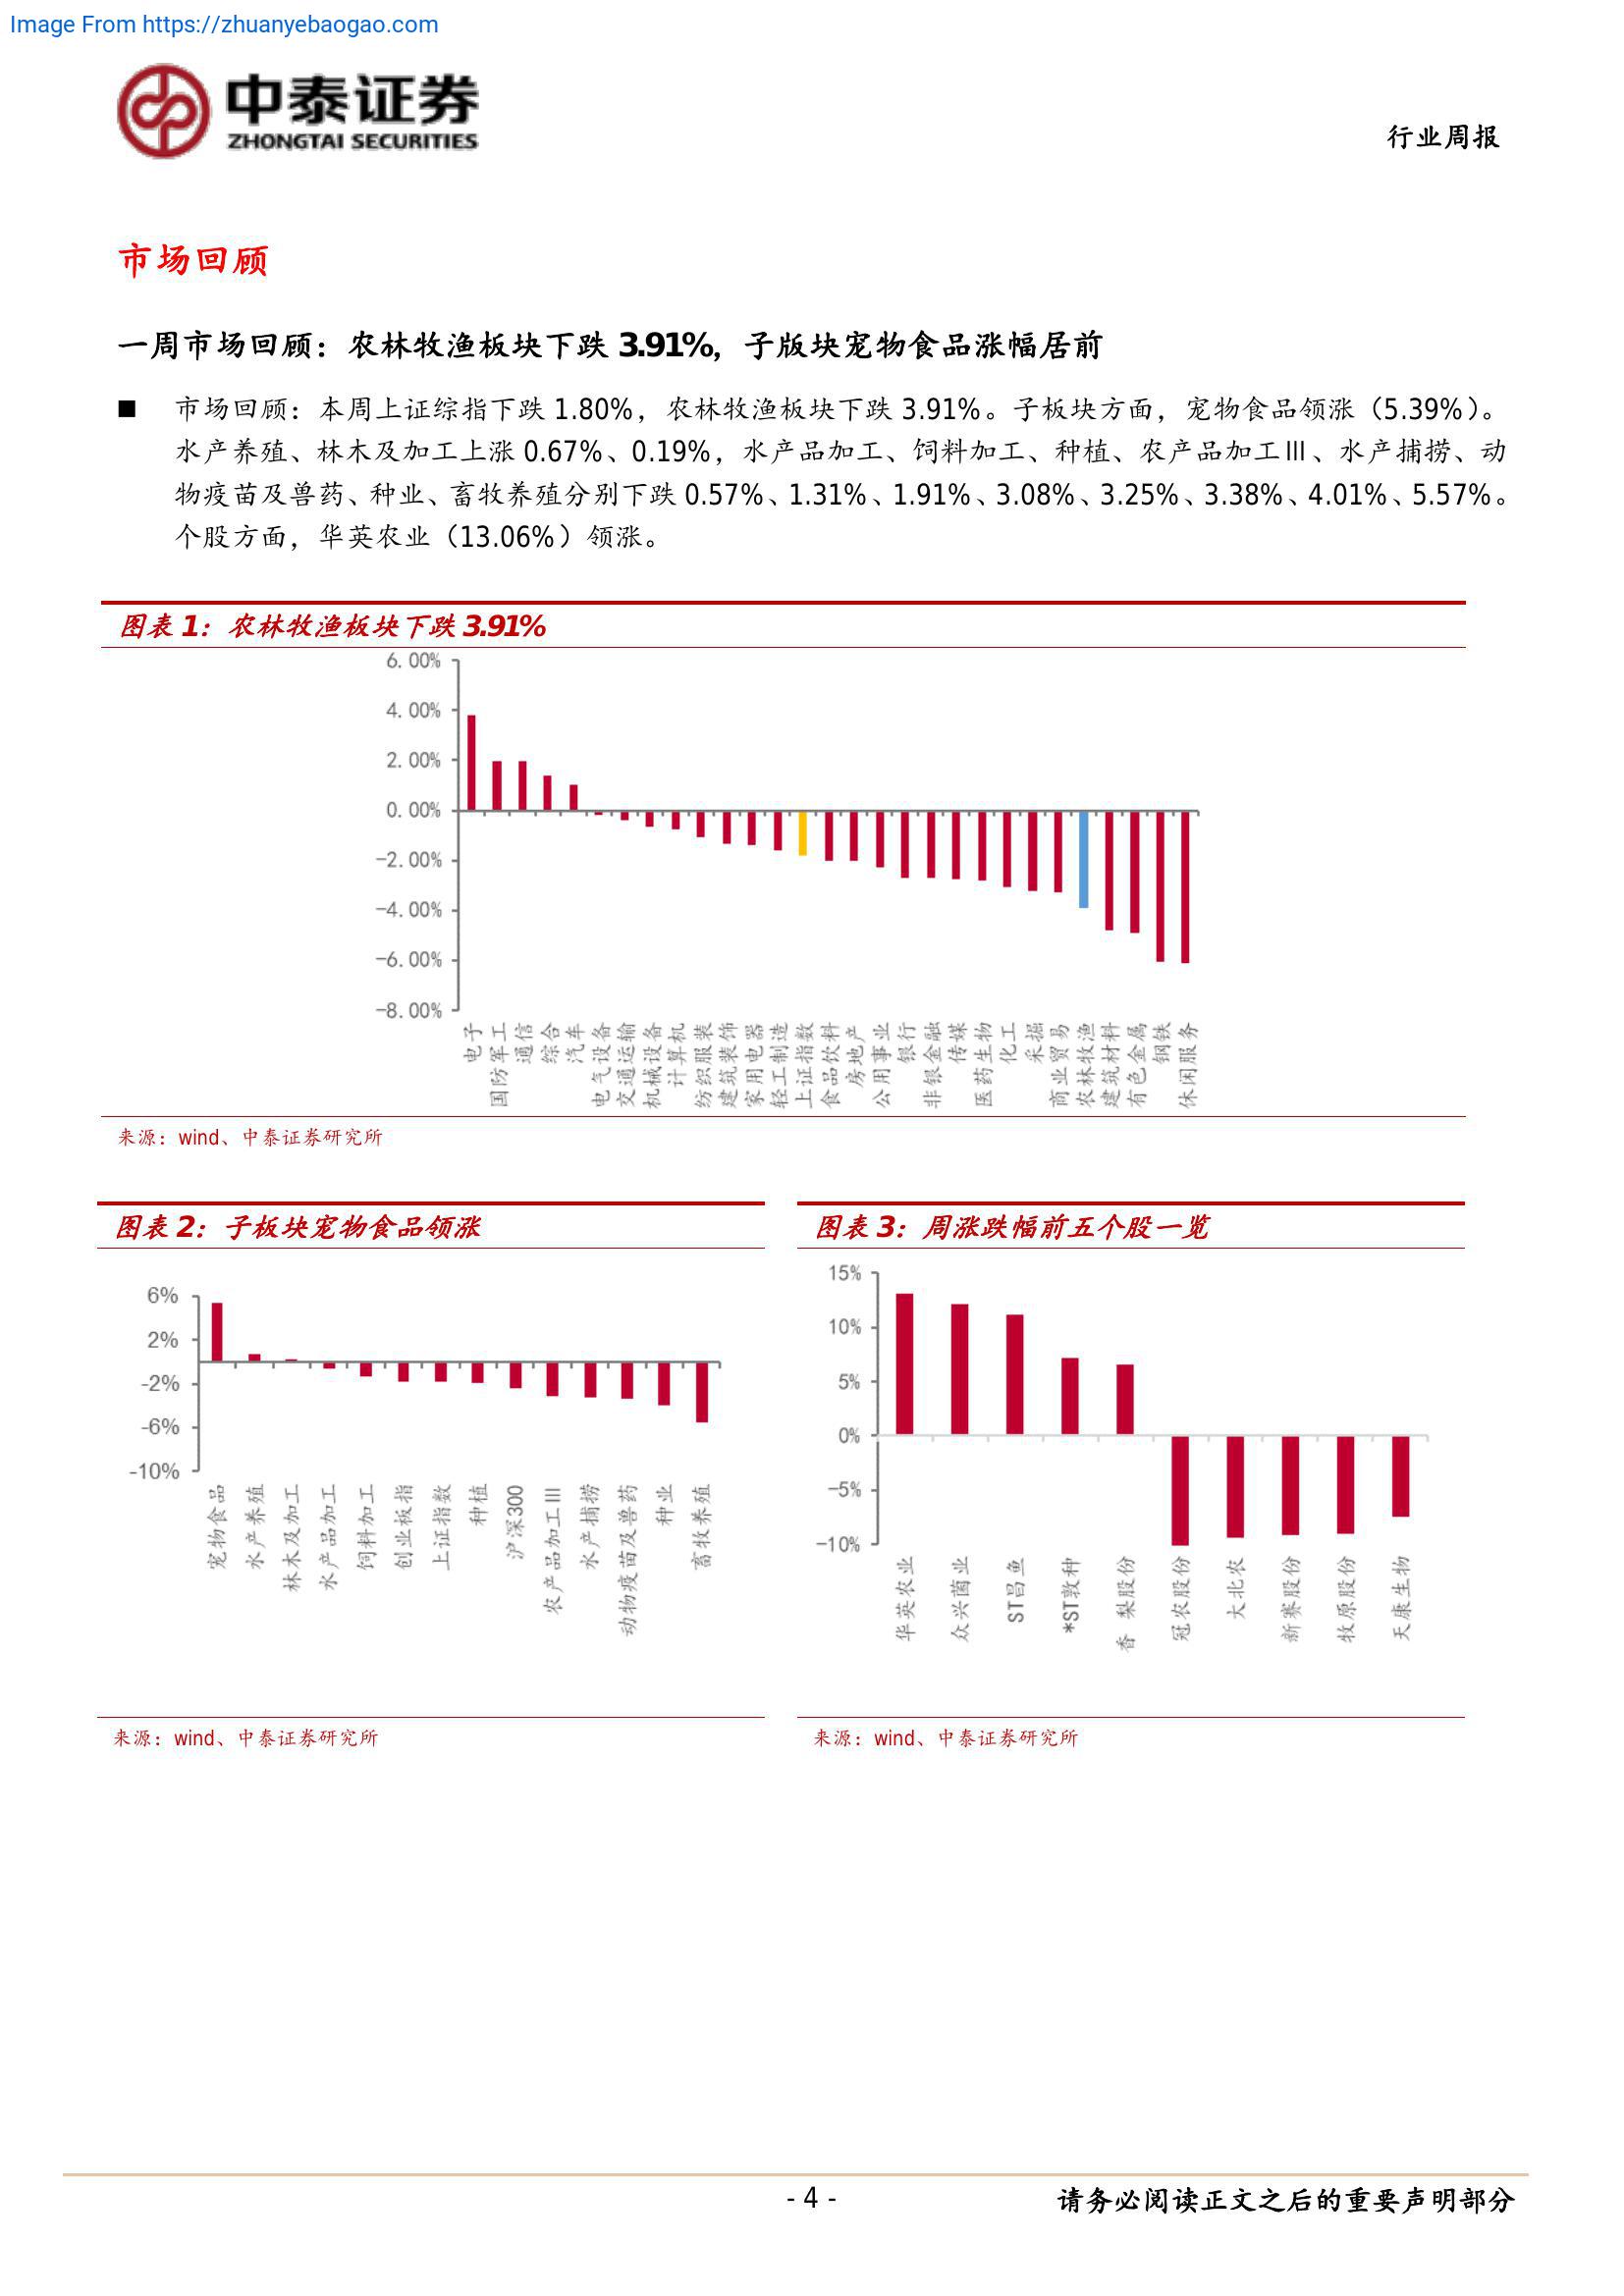 Image From https://zhuanyebaogao.com
中泰证券
ZHONGTAI SECURITIES
行业周报
市场回顾
一周市场回顾：农林牧渔板块下跌 3.91%，子版块宠物食品涨幅居前
■ 市场回顾：本周上证综指下跌 1.80%，农林牧渔板块下跌 3.91%。子板块方面，宠物食品领涨（5.39%）。
水产养殖、林木及加工上涨 0.67%、0.19%，水产品加工、饲料加工、种植、农产品加工Ⅲ、水产捕捞、动
物疫苗及兽药、种业、畜牧养殖分别下跌 0.57%、1.31%、1.91%、3.08%、3.25%、3.38%、4.01%、5.57%。
个股方面，华英农业（13.06%）领涨。
图表 1：农林牧渔板块下跌 3.91%
6.00%
4.00%
2.00%
0.00%
-2.00%
-4.00%
-6.00%
-8.00%
电子
国防军工
通信
综合
汽车
电气设备
交通运输
机械设备
计算机
纺织服装
建筑装饰
家用电器
轻工制造
上证指数
食品饮料
房地产
公用事业
银行
非银金融
传媒
医药生物
化工
采掘
商业贸易
农林牧渔
建筑材料
有色金属
钢铁
休闲服务
来源：wind、中泰证券研究所
图表 2：子板块宠物食品领涨
6%
2%
-2%
-6%
-10%
宠物食品
水产养殖
林木及加工
水产品加工
饲料加工
创业板指
上证指数
种植
沪深300
农产品加工Ⅲ
水产捕捞
动物疫苗及兽药
种业
畜牧养殖
来源：wind、中泰证券研究所
图表 3：周涨跌幅前五个股一览
15%
10%
5%
0%
-5%
-10%
华英农业
众兴菌业
ST昌鱼
*ST敦种
香 梨股份
冠农股份
大北农
新赛股份
牧原股份
天康生物
来源：wind、中泰证券研究所
- 4 -
请务必阅读正文之后的重要声明部分